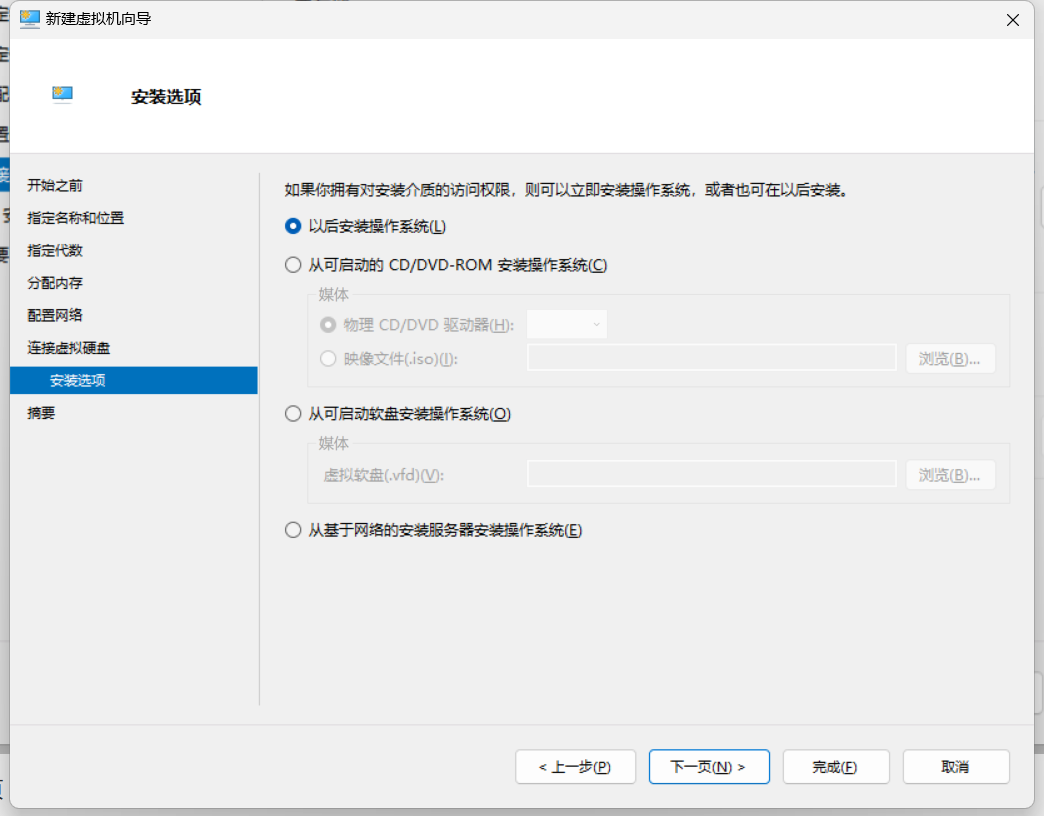 新建虚拟机向导
安装选项
开始之前
指定名称和位置
指定代数
分配内存
配置网络
连接虚拟硬盘
安装选项
摘要
如果你拥有对安装介质的访问权限，则可以立即安装操作系统，或者也可在以后安装。
以后安装操作系统(L)
从可启动的 CD/DVD-ROM 安装操作系统(C)
媒体
物理 CD/DVD 驱动器(H):
映像文件(.iso)(I):
浏览(B)...
从可启动软盘安装操作系统(O)
媒体
虚拟软盘(.vfd)(V):
浏览(B)...
从基于网络的安装服务器安装操作系统(E)
< 上一步(P)
下一页(N) >
完成(F)
取消